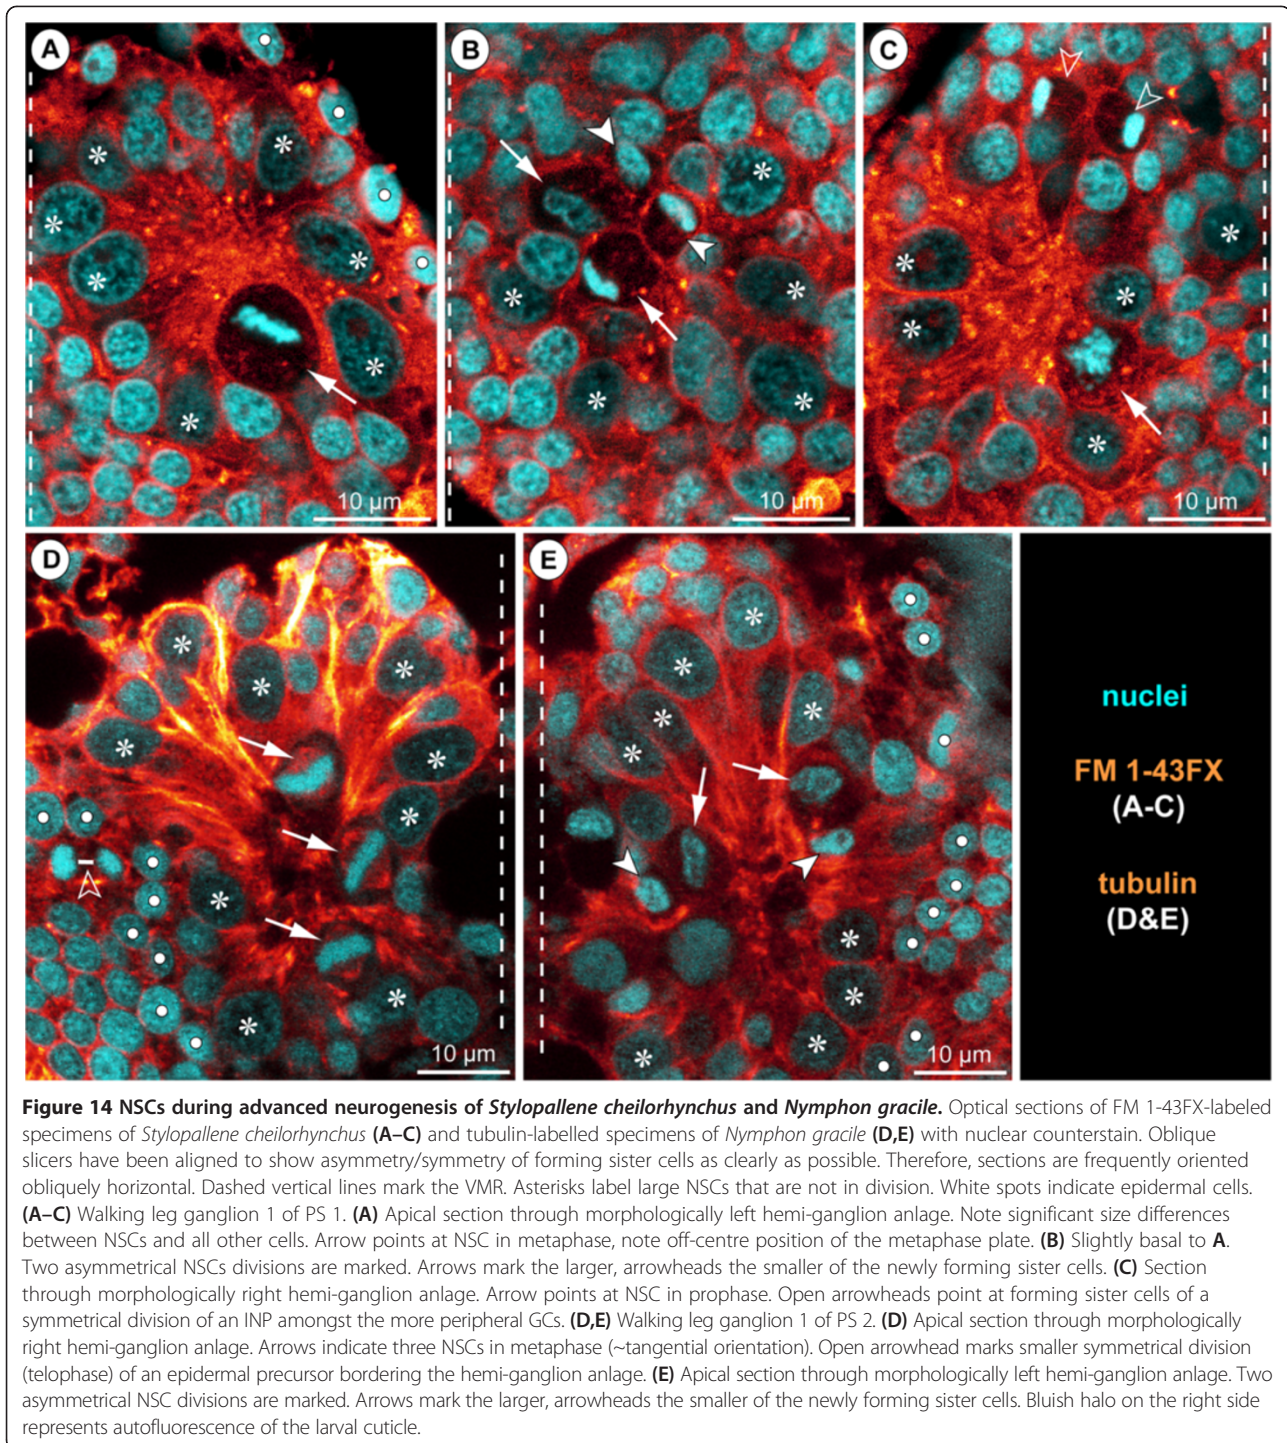 A
B
C
10 µm
10 µm
10 µm
D
E
10 µm
10 µm
nuclei
FM 1-43FX
(A-C)
tubulin
(D&E)
Figure 14 NSCs during advanced neurogenesis of Stylopallene cheilorhynchus and Nymphon gracile. Optical sections of FM 1-43FX-labeled
specimens of Stylopallene cheilorhynchus (A–C) and tubulin-labelled specimens of Nymphon gracile (D,E) with nuclear counterstain. Oblique
slicers have been aligned to show asymmetry/symmetry of forming sister cells as clearly as possible. Therefore, sections are frequently oriented
obliquely horizontal. Dashed vertical lines mark the VMR. Asterisks label large NSCs that are not in division. White spots indicate epidermal cells.
(A–C) Walking leg ganglion 1 of PS 1. (A) Apical section through morphologically left hemi-ganglion anlage. Note significant size differences
between NSCs and all other cells. Arrow points at NSC in metaphase, note off-centre position of the metaphase plate. (B) Slightly basal to A.
Two asymmetrical NSCs divisions are marked. Arrows mark the larger, arrowheads the smaller of the newly forming sister cells. (C) Section
through morphologically right hemi-ganglion anlage. Arrow points at NSC in prophase. Open arrowheads point at forming sister cells of a
symmetrical division of an INP amongst the more peripheral GCs. (D,E) Walking leg ganglion 1 of PS 2. (D) Apical section through morphologically
right hemi-ganglion anlage. Arrows indicate three NSCs in metaphase (~tangential orientation). Open arrowhead marks smaller symmetrical division
(telophase) of an epidermal precursor bordering the hemi-ganglion anlage. (E) Apical section through morphologically left hemi-ganglion anlage. Two
asymmetrical NSC divisions are marked. Arrows mark the larger, arrowheads the smaller of the newly forming sister cells. Bluish halo on the right side
represents autofluorescence of the larval cuticle.